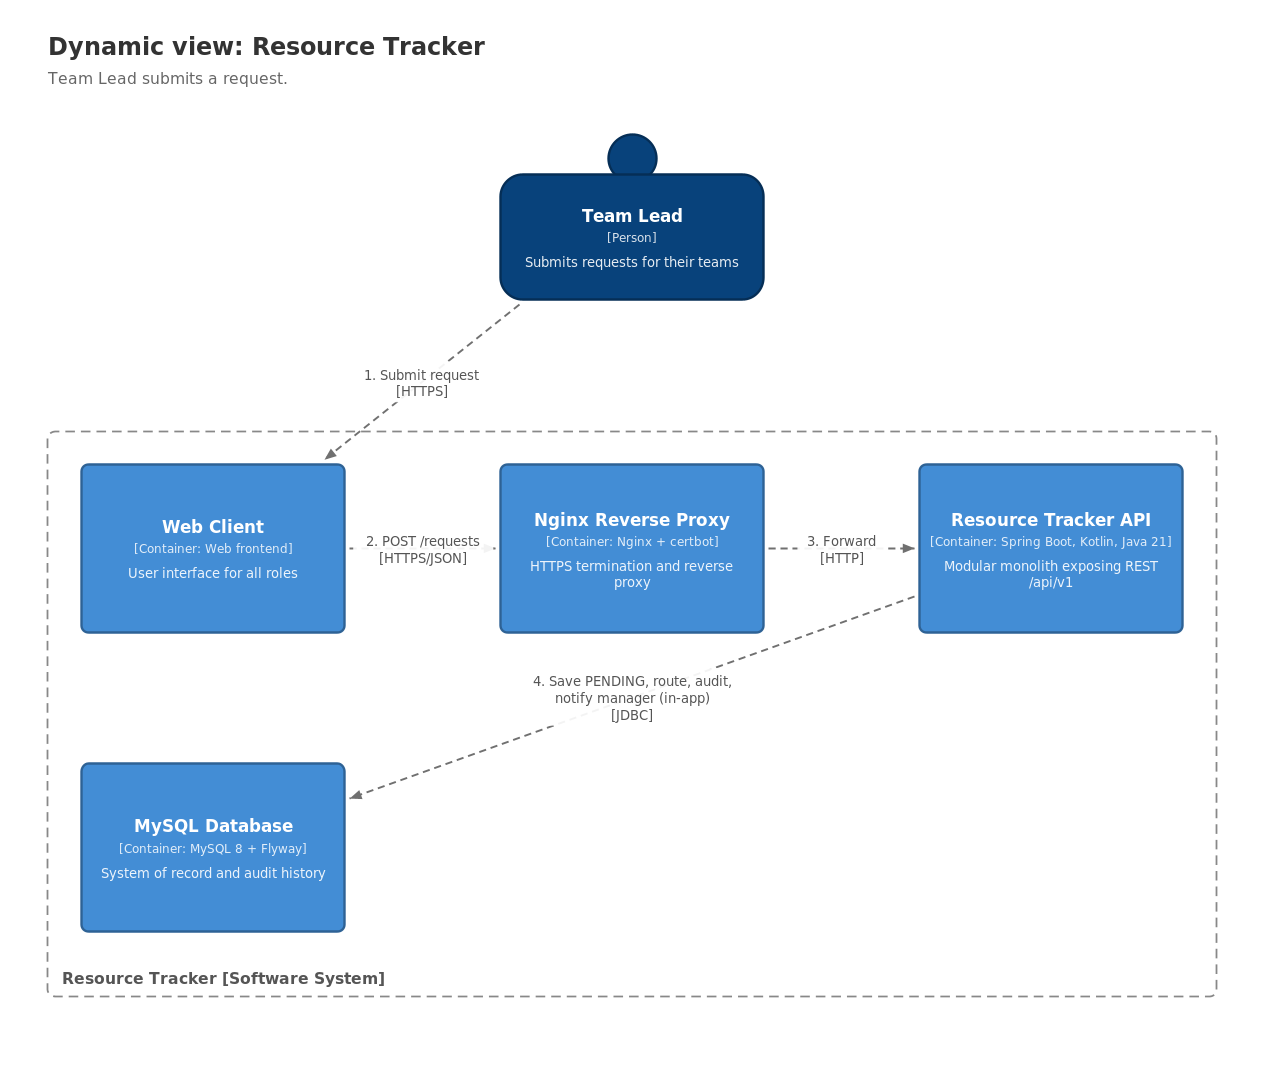 Dynamic view: Resource Tracker
Team Lead submits a request.
Team Lead
[Person]
Submits requests for their teams
1. Submit request
[HTTPS]
Web Client
[Container: Web frontend]
User interface for all roles
2. POST /requests
[HTTPS/JSON]
Nginx Reverse Proxy
[Container: Nginx + certbot]
HTTPS termination and reverse
proxy
3. Forward
[HTTP]
Resource Tracker API
[Container: Spring Boot, Kotlin, Java 21]
Modular monolith exposing REST
/api/v1
4. Save PENDING, route, audit,
notify manager (in-app)
[JDBC]
MySQL Database
[Container: MySQL 8 + Flyway]
System of record and audit history
Resource Tracker [Software System]